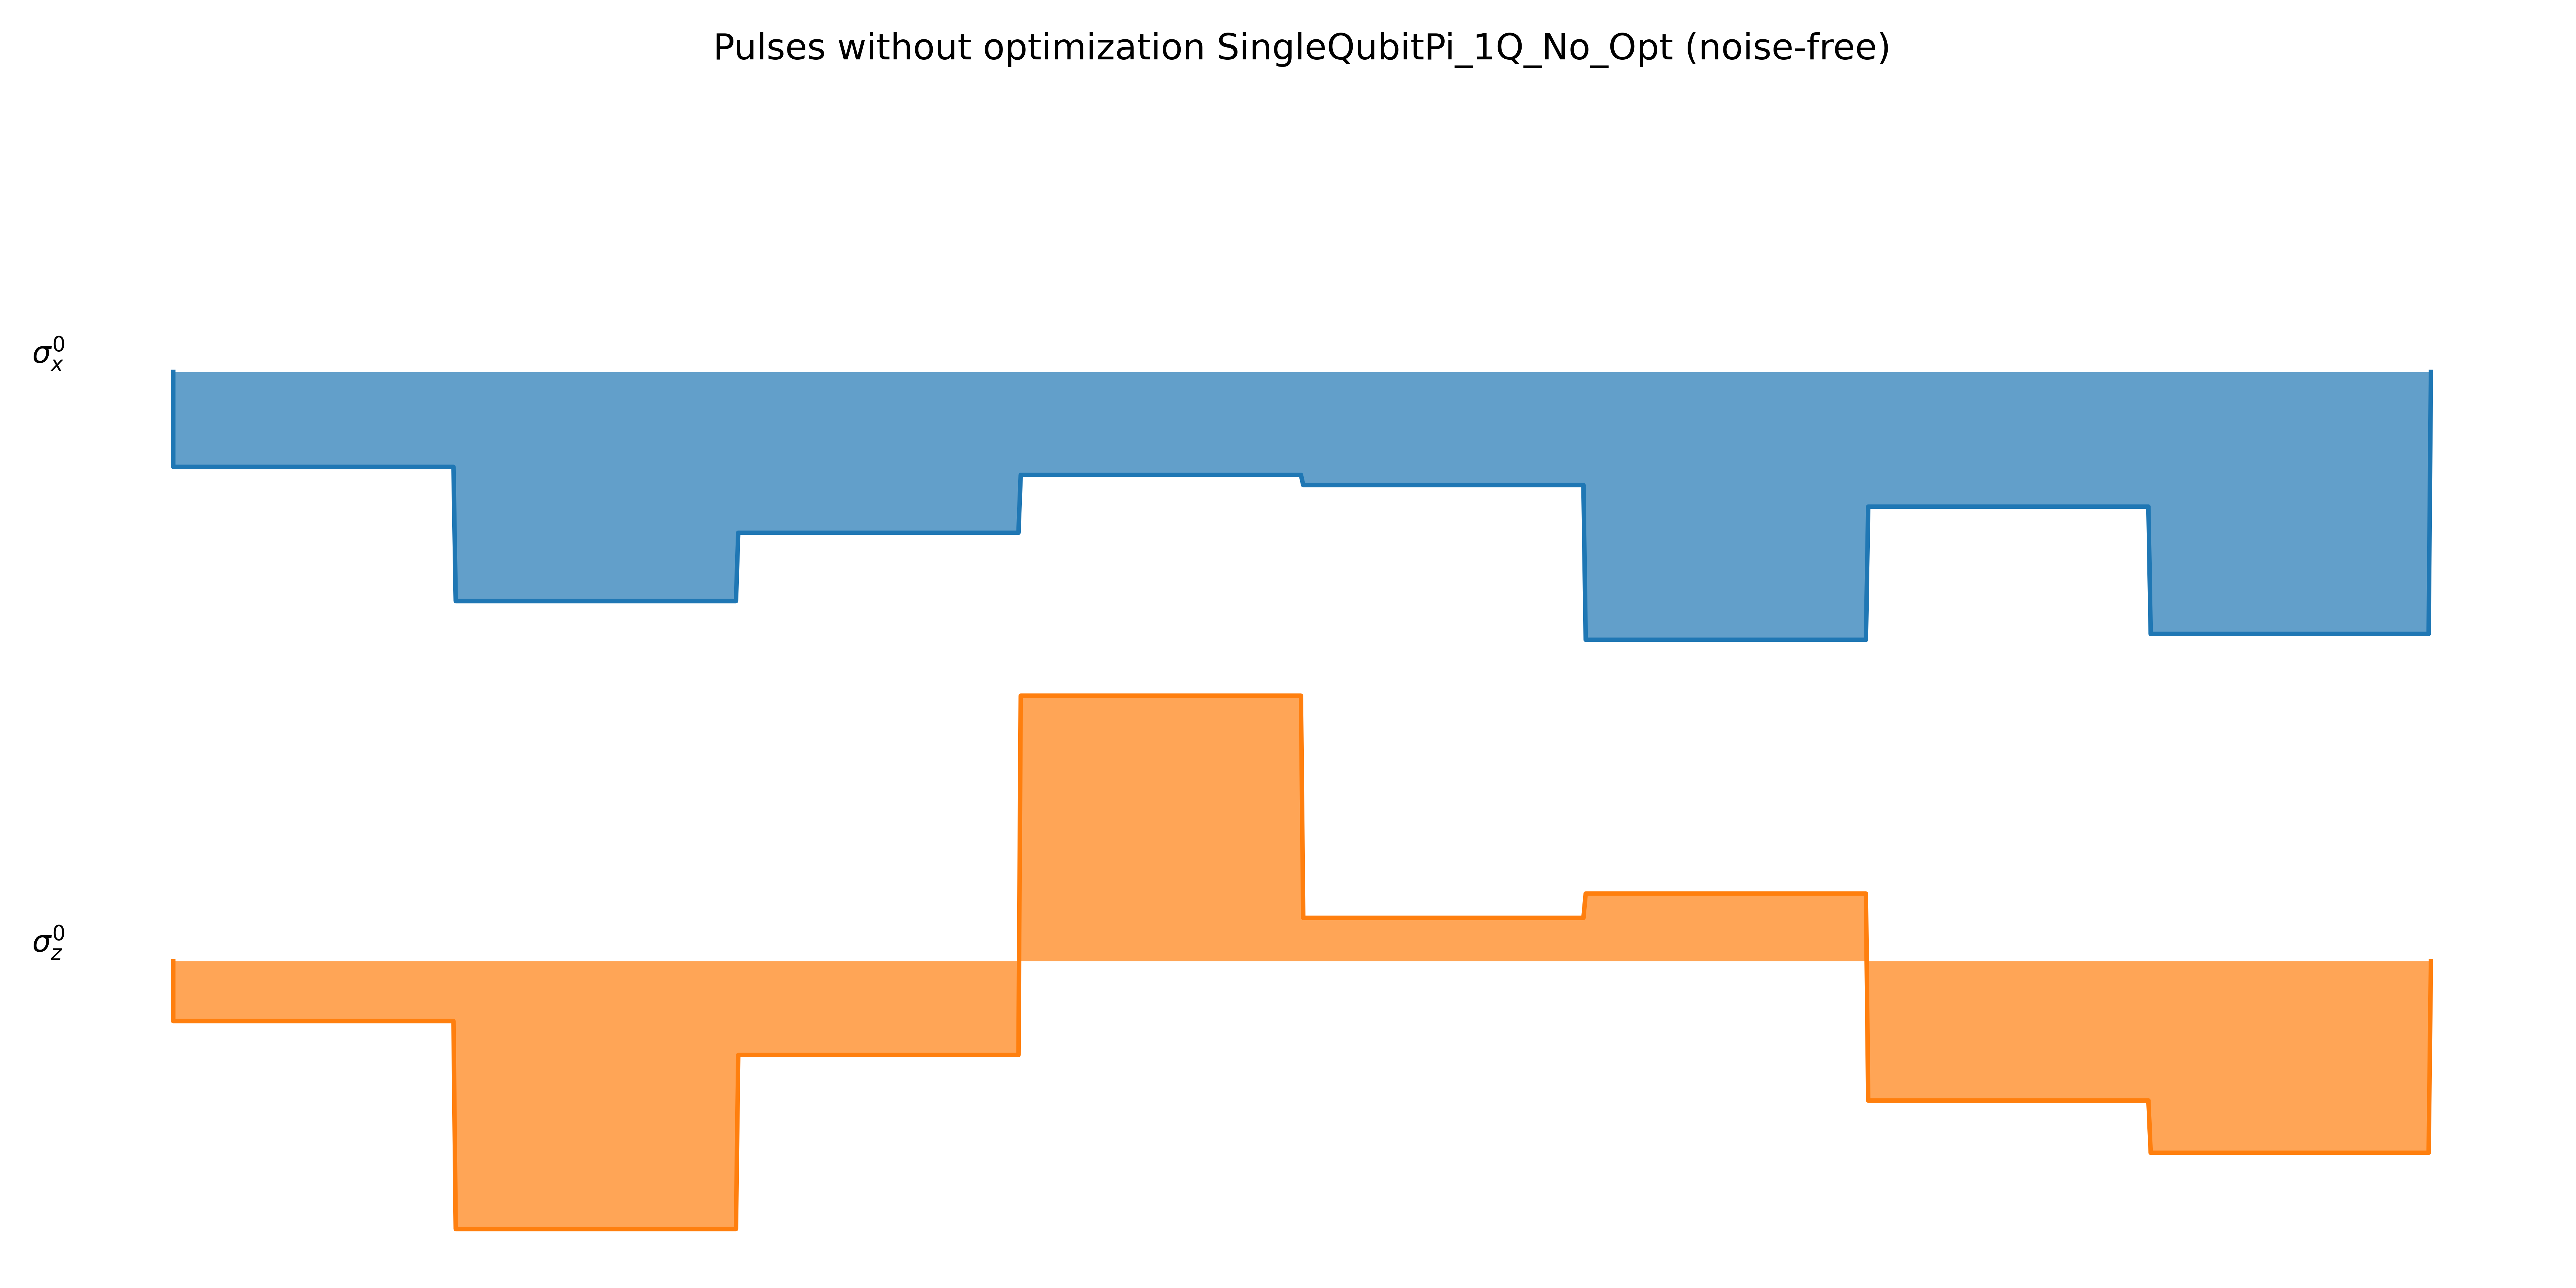 Pulses without optimization SingleQubitPi_1Q_No_Opt (noise-free)
σ_x^0
σ_z^0